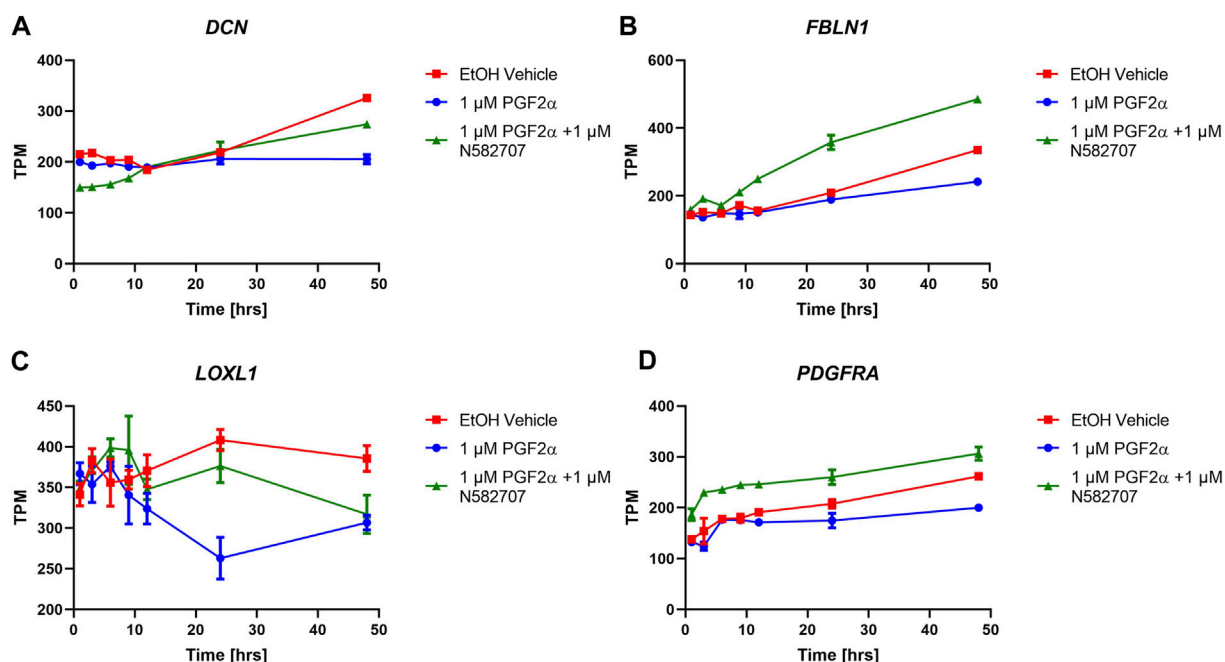 A
DCN
400
300
200
100
0
TPM
0 10 20 30 40 50
Time [hrs]
EtOH Vehicle
1 µM PGF2α
1 µM PGF2α +1 µM
N582707
B
FBLN1
600
400
200
0
TPM
0 10 20 30 40 50
Time [hrs]
EtOH Vehicle
1 µM PGF2α
1 µM PGF2α +1 µM
N582707
C
LOXL1
450
400
350
300
250
200
TPM
0 10 20 30 40 50
Time [hrs]
EtOH Vehicle
1 µM PGF2α
1 µM PGF2α +1 µM
N582707
D
PDGFRA
400
300
200
100
0
TPM
0 10 20 30 40 50
Time [hrs]
EtOH Vehicle
1 µM PGF2α
1 µM PGF2α +1 µM
N582707